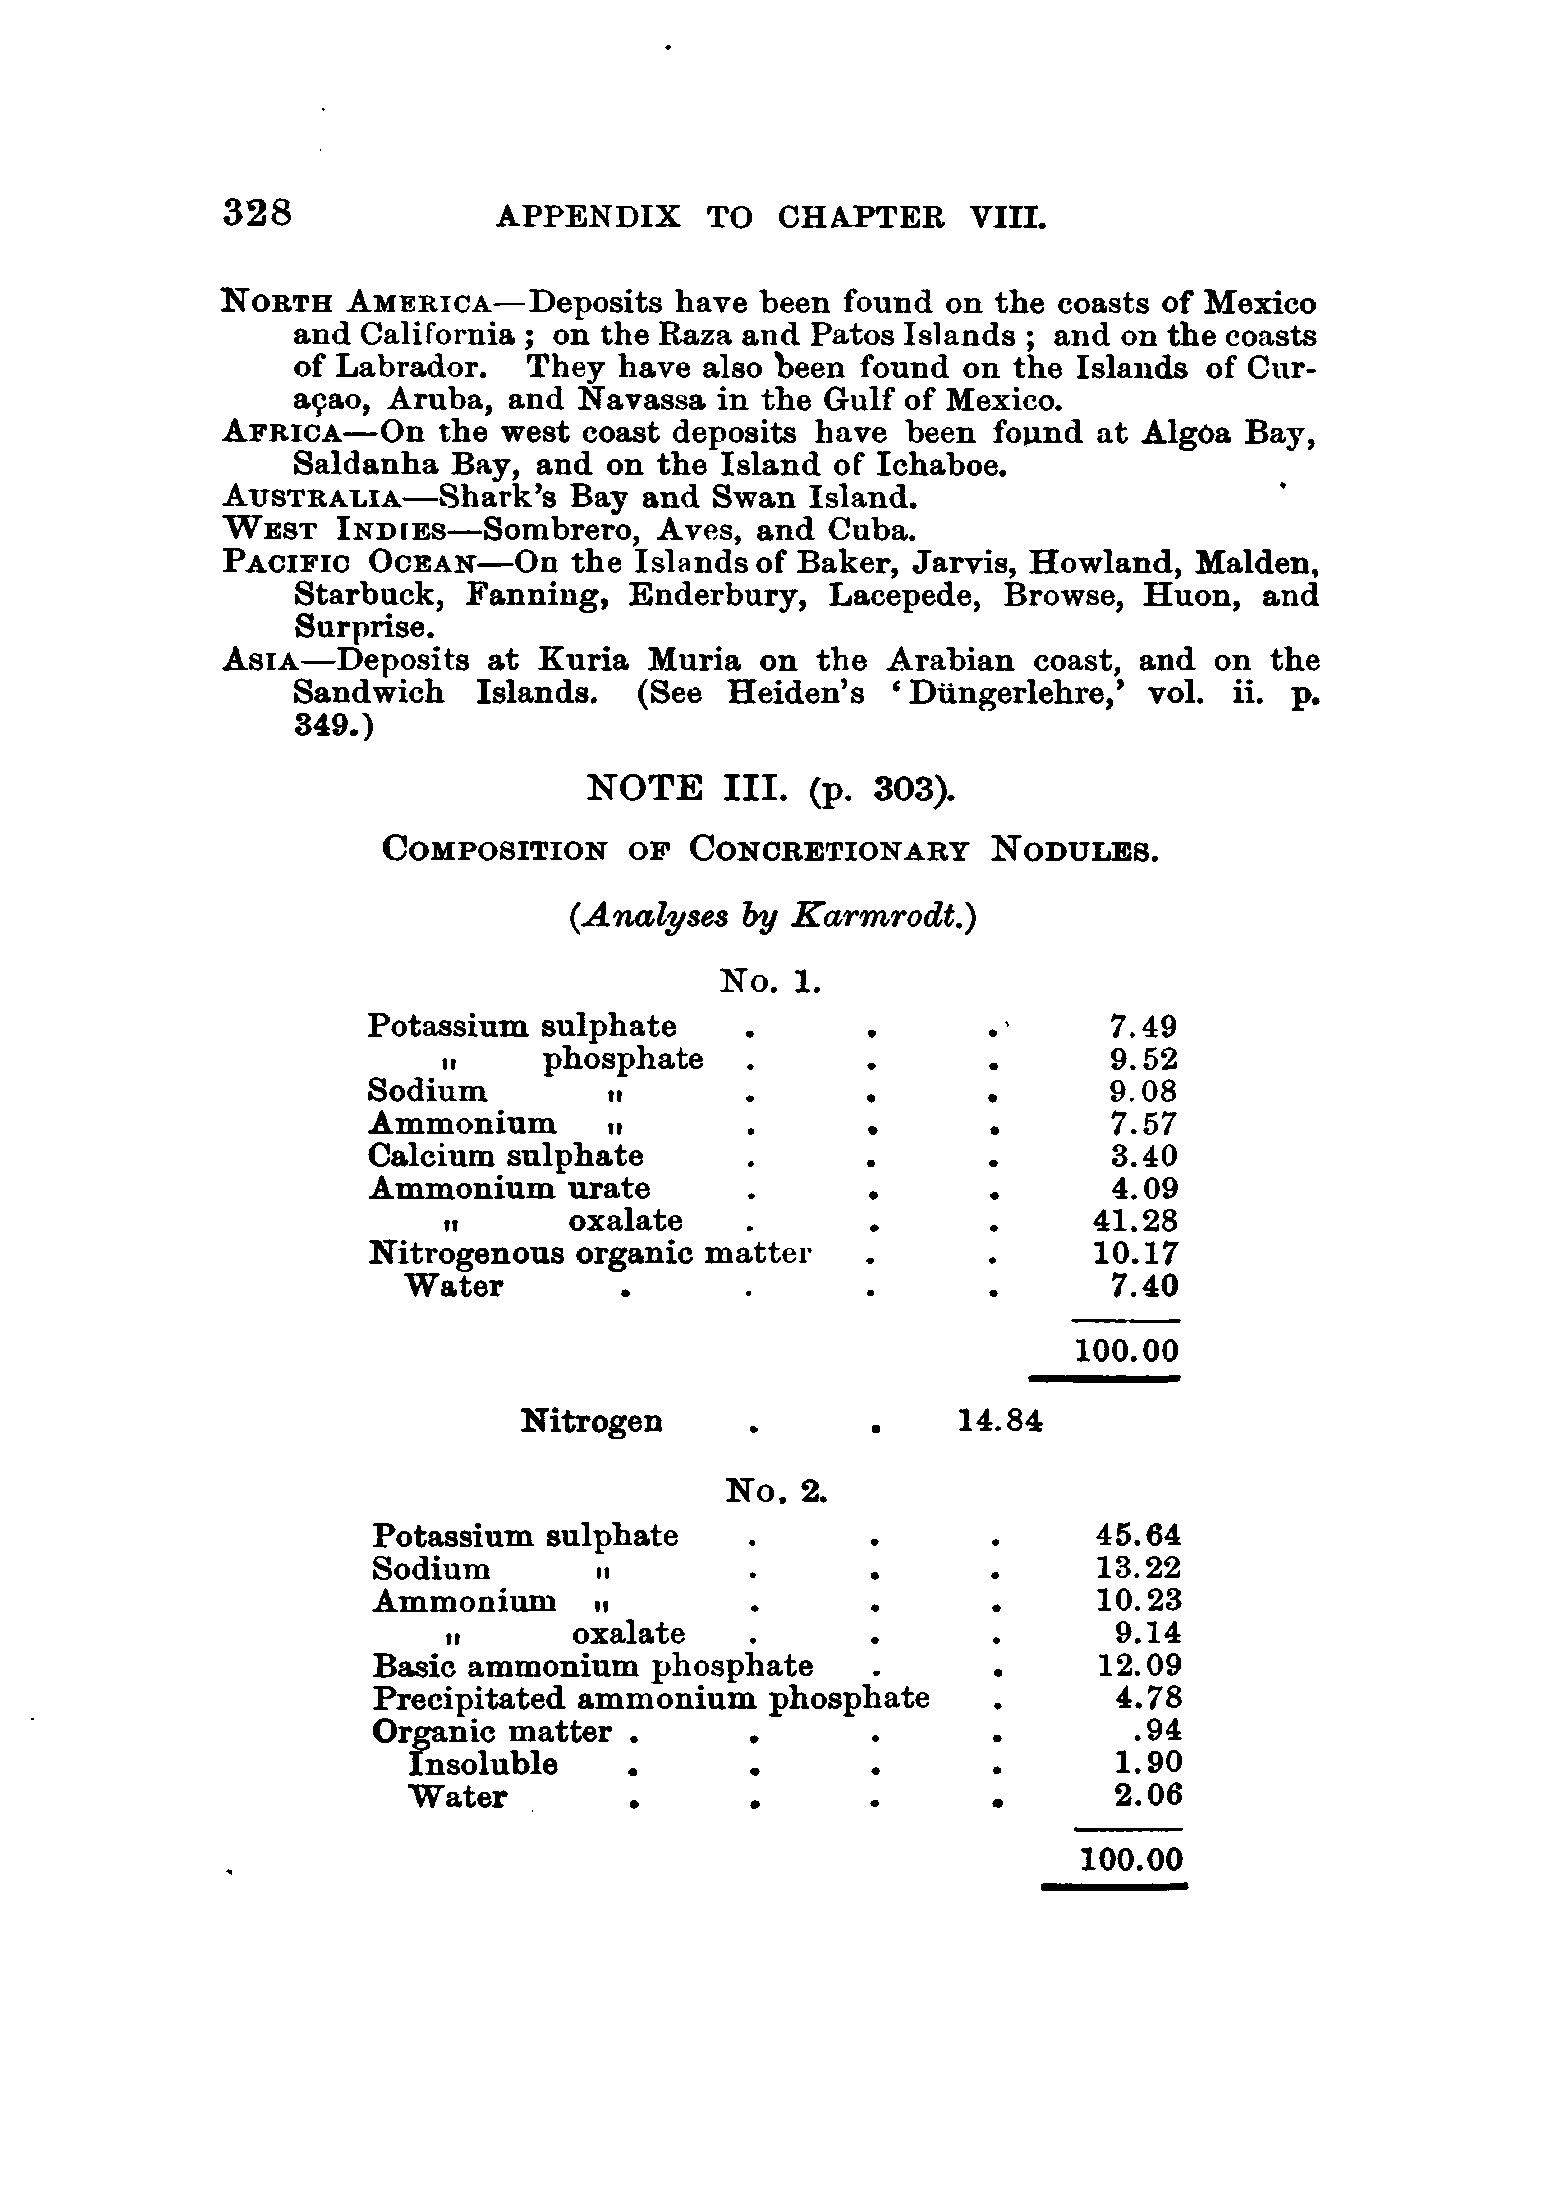 328 APPENDIX TO CHAPTER VIII.
NORTH AMERICA—Deposits have been found on the coasts of Mexico
and California ; on the Raza and Patos Islands ; and on the coasts
of Labrador. They have also been found on the Islands of Cur-
açao, Aruba, and Navassa in the Gulf of Mexico.
AFRICA—On the west coast deposits have been found at Algoa Bay,
Saldanha Bay, and on the Island of Ichaboe.
AUSTRALIA—Shark's Bay and Swan Island.
WEST INDIES—Sombrero, Aves, and Cuba.
PACIFIC OCEAN—On the Islands of Baker, Jarvis, Howland, Malden,
Starbuck, Fanning, Enderbury, Lacepede, Browse, Huon, and
Surprise.
ASIA—Deposits at Kuria Muria on the Arabian coast, and on the
Sandwich Islands. (See Heiden's ‘Düngerlehre,’ vol. ii. p.
349.)
NOTE III. (p. 303).
COMPOSITION OF CONCRETIONARY NODULES.
(Analyses by Karmrodt.)
No. 1.
Potassium sulphate . . . 7.49
" phosphate . . . 9.52
Sodium " . . . 9.08
Ammonium " . . . 7.57
Calcium sulphate . . . 3.40
Ammonium urate . . . 4.09
" oxalate . . . 41.28
Nitrogenous organic matter . . 10.17
Water . . . . 7.40
100.00
Nitrogen . . 14.84
No. 2.
Potassium sulphate . . . 45.64
Sodium " . . . 13.22
Ammonium " . . . 10.23
" oxalate . . . 9.14
Basic ammonium phosphate . . 12.09
Precipitated ammonium phosphate . 4.78
Organic matter . . . . .94
Insoluble . . . . 1.90
Water . . . . 2.06
100.00